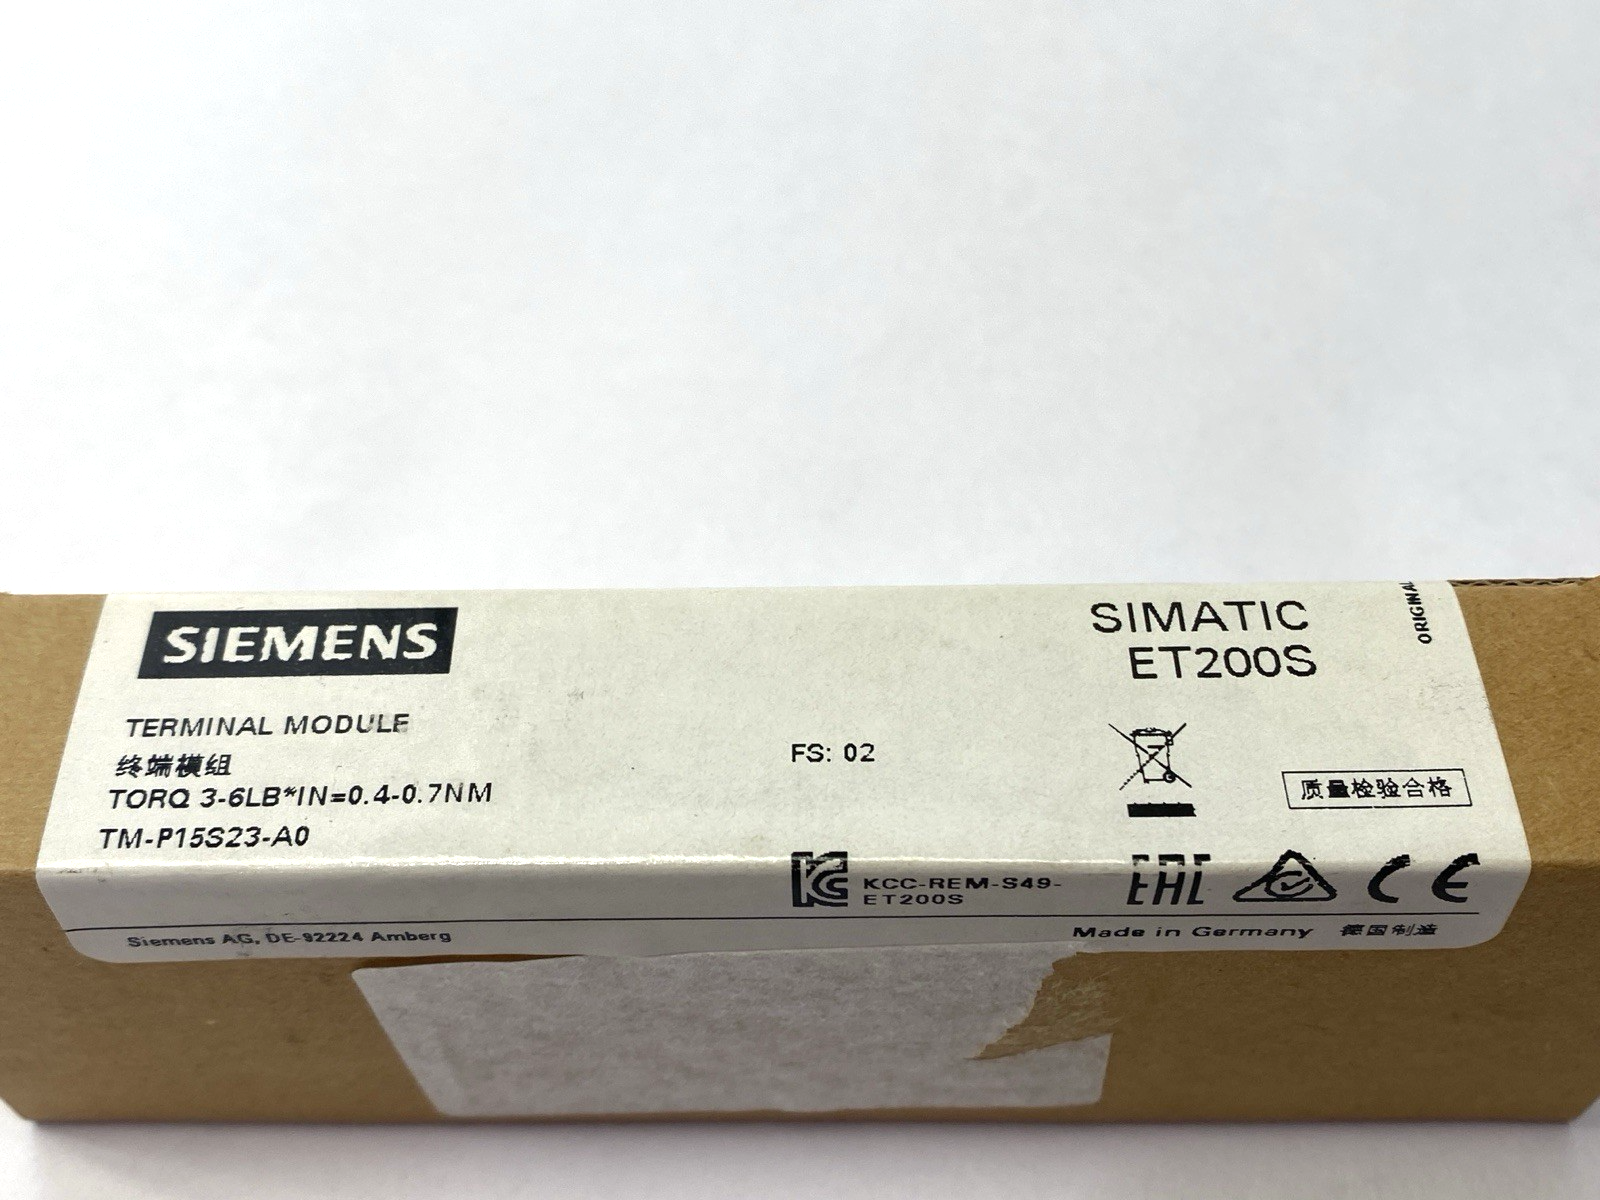 SIEMENS
SIMATIC
ET200S
ORIGINAL
TERMINAL MODULE
终端模组
TORQ 3-6LB*IN=0.4-0.7NM
TM-P15S23-A0
FS: 02
质量检验合格
KCC-REM-S49-
ET200S
EAC
CE
Siemens AG, DE-92224 Amberg
Made in Germany 德国制造